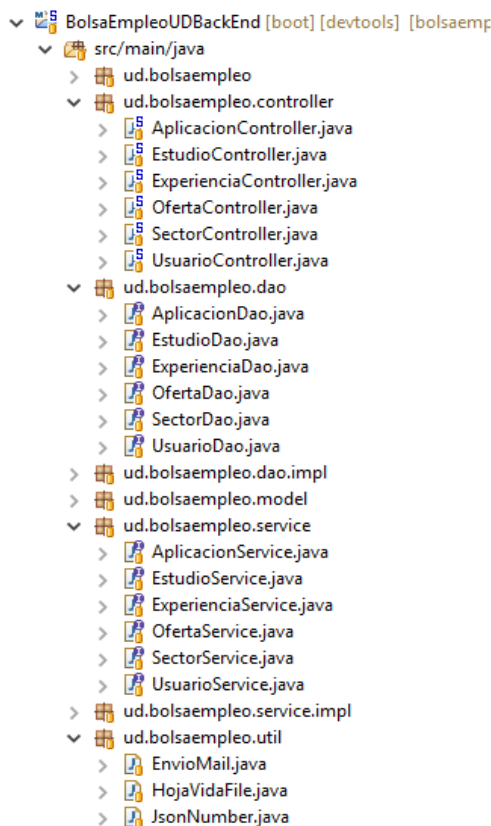 BolsaEmpleoUDBackEnd [boot] [devtools] [bolsaemp
src/main/java
ud.bolsaempleo
ud.bolsaempleo.controller
AplicacionController.java
EstudioController.java
ExperienciaController.java
OfertaController.java
SectorController.java
UsuarioController.java
ud.bolsaempleo.dao
AplicacionDao.java
EstudioDao.java
ExperienciaDao.java
OfertaDao.java
SectorDao.java
UsuarioDao.java
ud.bolsaempleo.dao.impl
ud.bolsaempleo.model
ud.bolsaempleo.service
AplicacionService.java
EstudioService.java
ExperienciaService.java
OfertaService.java
SectorService.java
UsuarioService.java
ud.bolsaempleo.service.impl
ud.bolsaempleo.util
EnvioMail.java
HojaVidaFile.java
JsonNumber.java